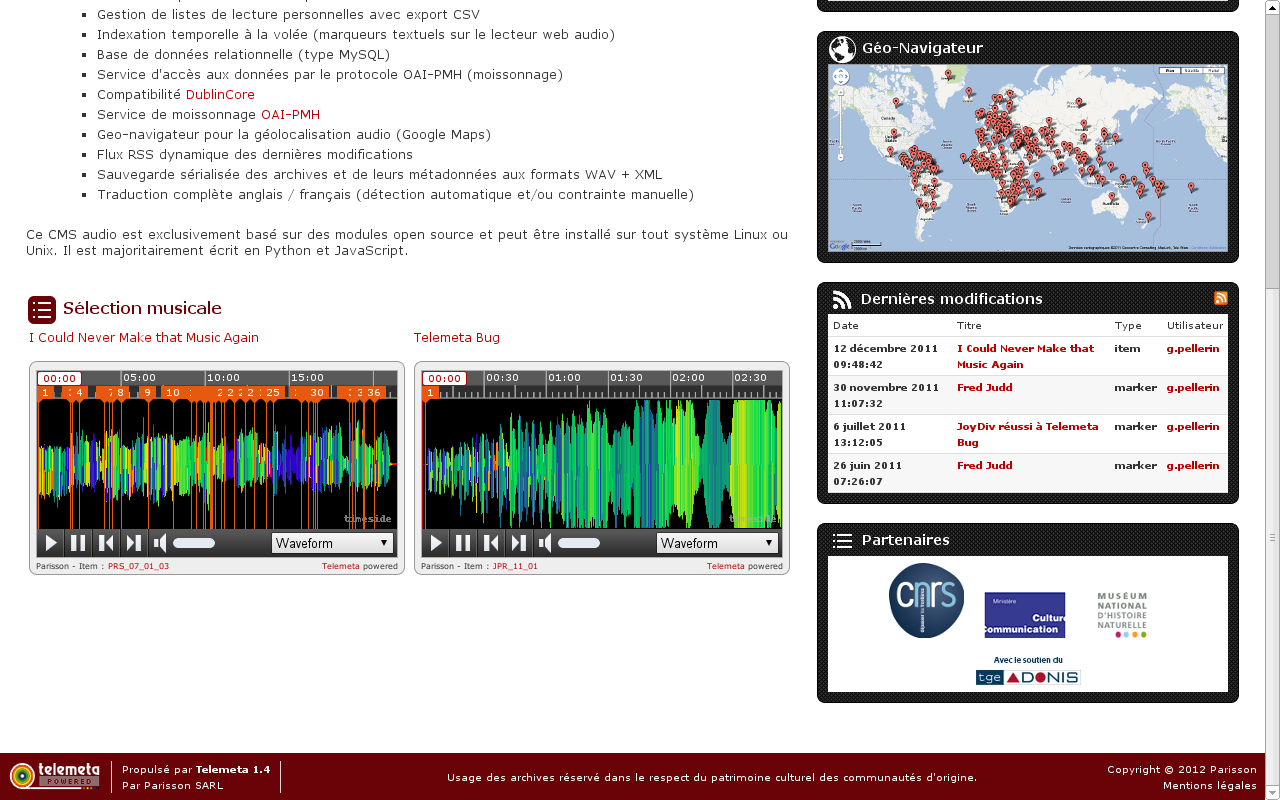 Gestion de listes de lecture personnelles avec export CSV
Indexation temporelle à la volée (marqueurs textuels sur le lecteur web audio)
Base de données relationnelle (type MySQL)
Service d'accès aux données par le protocole OAI-PMH (moissonnage)
Compatibilité DublinCore
Service de moissonnage OAI-PMH
Geo-navigateur pour la géolocalisation audio (Google Maps)
Flux RSS dynamique des dernières modifications
Sauvegarde sérialisée des archives et de leurs métadonnées aux formats WAV + XML
Traduction complète anglais / français (détection automatique et/ou contrainte manuelle)
Ce CMS audio est exclusivement basé sur des modules open source et peut être installé sur tout système Linux ou
Unix. Il est majoritairement écrit en Python et JavaScript.
Sélection musicale
I Could Never Make that Music Again
00:00 05:00 10:00 15:00
1 4 7 8 9 10 25 30 36
timeside
Waveform
Parisson - Item : PRS_07_01_03 Telemeta powered
Telemeta Bug
00:00 00:30 01:00 01:30 02:00 02:30
1
timeside
Waveform
Parisson - Item : JPR_11_01 Telemeta powered
Géo-Navigateur
Dernières modifications
Date Titre Type Utilisateur
12 décembre 2011 I Could Never Make that item g.pellerin
09:48:42 Music Again
30 novembre 2011 Fred Judd marker g.pellerin
11:07:32
6 juillet 2011 JoyDiv réussi à Telemeta marker g.pellerin
13:12:05 Bug
26 juin 2011 Fred Judd marker g.pellerin
07:26:07
Partenaires
cnrs
dépasser les frontières
Ministère
Culture
Communication
MUSÉUM
NATIONAL
D'HISTOIRE
NATURELLE
Avec le soutien du
tge ADONIS
telemeta
POWERED
Propulsé par Telemeta 1.4
Par Parisson SARL
Usage des archives réservé dans le respect du patrimoine culturel des communautés d'origine.
Copyright © 2012 Parisson
Mentions légales